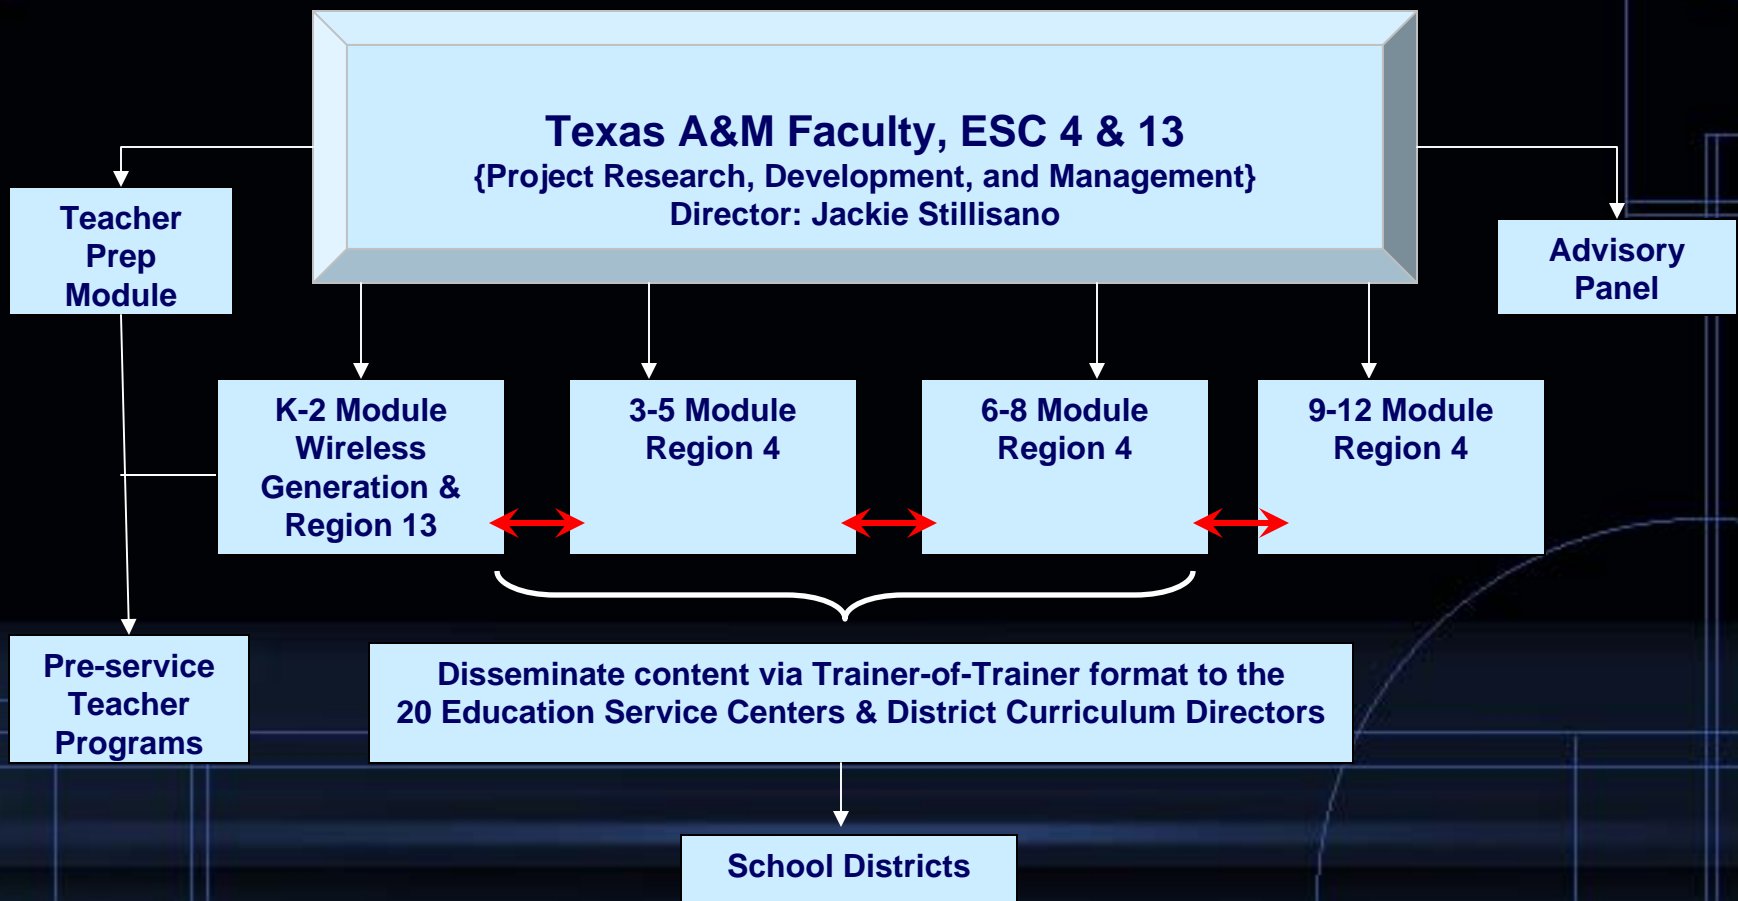 Texas A&M Faculty, ESC 4 & 13
{Project Research, Development, and Management}
Director: Jackie Stillisano
Teacher
Prep
Module
Advisory
Panel
K-2 Module
Wireless
Generation &
Region 13
3-5 Module
Region 4
6-8 Module
Region 4
9-12 Module
Region 4
Pre-service
Teacher
Programs
Disseminate content via Trainer-of-Trainer format to the
20 Education Service Centers & District Curriculum Directors
School Districts